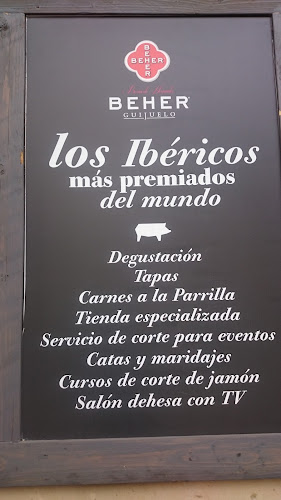 BEHER
BEHER
BEHER
GUIJUELO
los Ibéricos
más premiados
del mundo
Degustación
Tapas
Carnes a la Parrilla
Tienda especializada
Servicio de corte para eventos
Catas y maridajes
Cursos de corte de jamón
Salón dehesa con TV